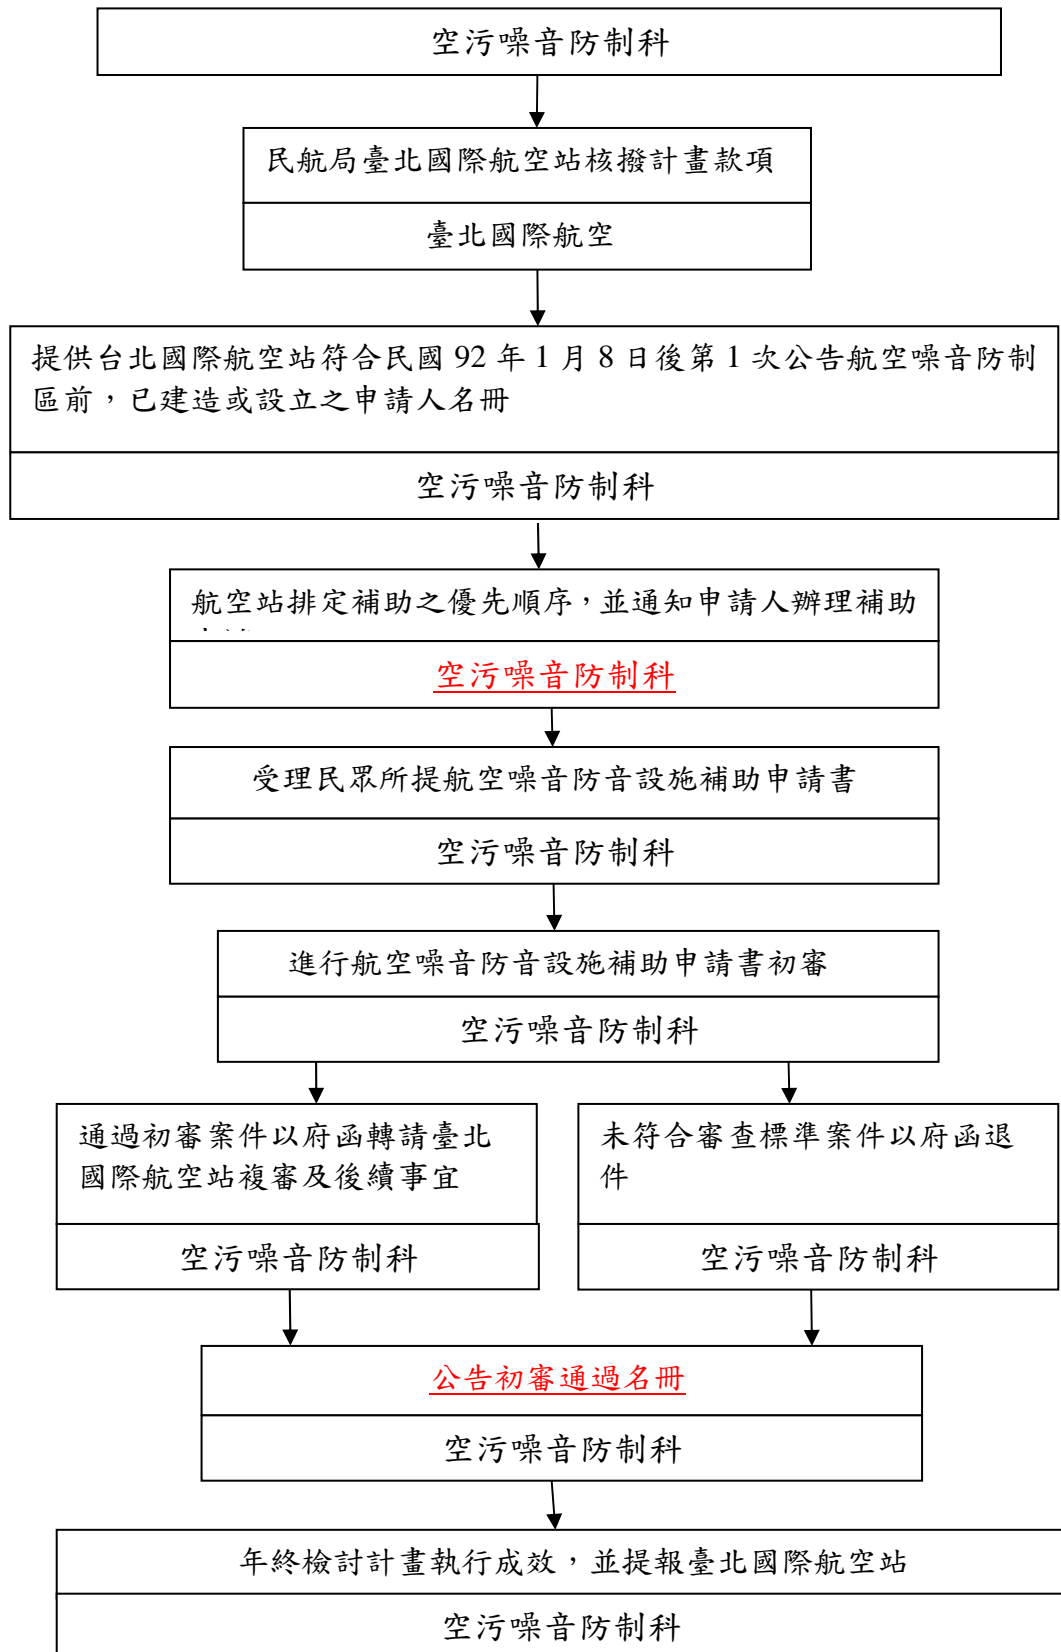 空污噪音防制科
民航局臺北國際航空站核撥計畫款項
臺北國際航空
提供台北國際航空站符合民國 92 年 1 月 8 日後第 1 次公告航空噪音防制
區前，已建造或設立之申請人名冊
空污噪音防制科
航空站排定補助之優先順序，並通知申請人辦理補助
空污噪音防制科
受理民眾所提航空噪音防音設施補助申請書
空污噪音防制科
進行航空噪音防音設施補助申請書初審
空污噪音防制科
通過初審案件以府函轉請臺北
國際航空站複審及後續事宜
空污噪音防制科
未符合審查標準案件以府函退
件
空污噪音防制科
公告初審通過名冊
空污噪音防制科
年終檢討計畫執行成效，並提報臺北國際航空站
空污噪音防制科